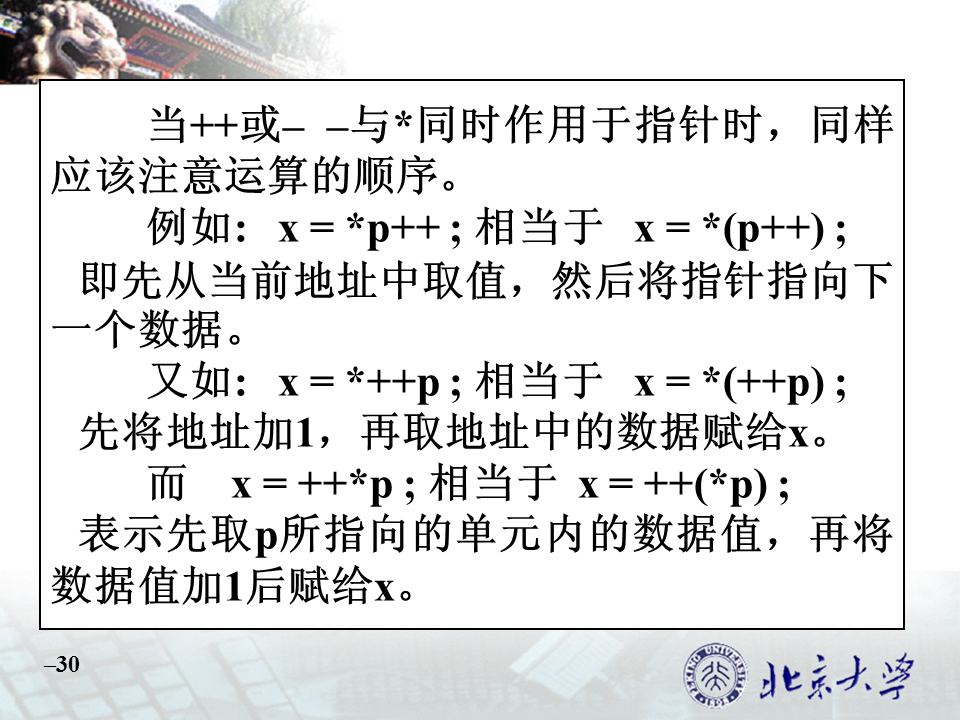 当++或– –与*同时作用于指针时，同样
应该注意运算的顺序。
例如： x = *p++ ; 相当于 x = *(p++) ;
即先从当前地址中取值，然后将指针指向下
一个数据。
又如： x = *++p ; 相当于 x = *(++p) ;
先将地址加1，再取地址中的数据赋给x。
而 x = ++*p ; 相当于 x = ++(*p) ;
表示先取p所指向的单元内的数据值，再将
数据值加1后赋给x。
–30
PEKING UNIVERSITY
1898
北京大学